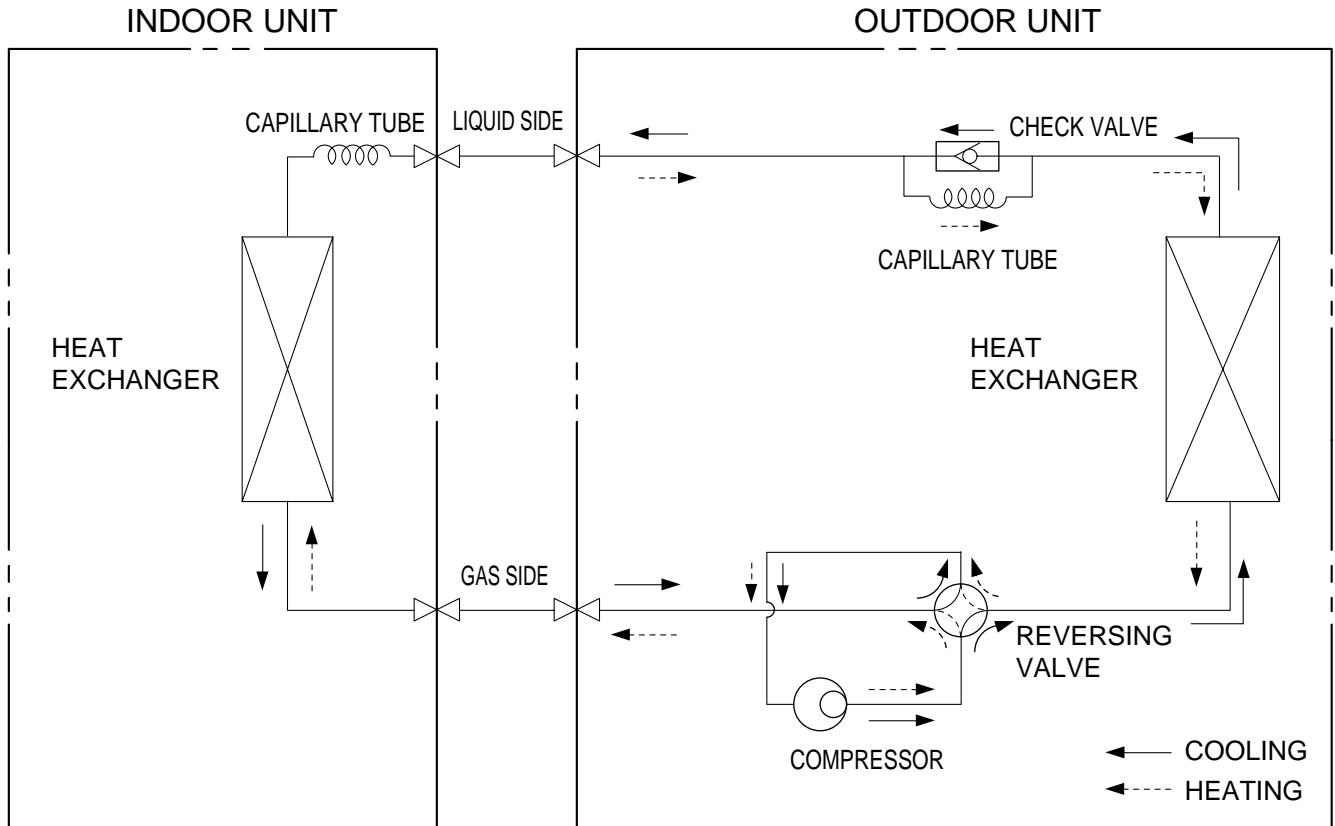 INDOOR UNIT
OUTDOOR UNIT
CAPILLARY TUBE
LIQUID SIDE
CHECK VALVE
CAPILLARY TUBE
HEAT
EXCHANGER
HEAT
EXCHANGER
GAS SIDE
REVERSING
VALVE
COMPRESSOR
COOLING
HEATING